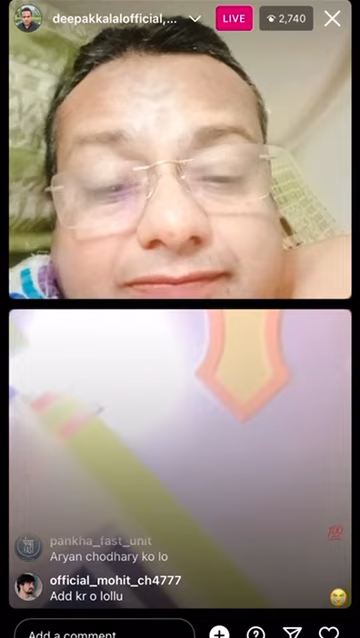 deepakkalalofficial,...
LIVE
2,740
pankha_fast_unit
Aryan chodhary ko lo
official_mohit_ch4777
Add kr o lollu
Add a comment...